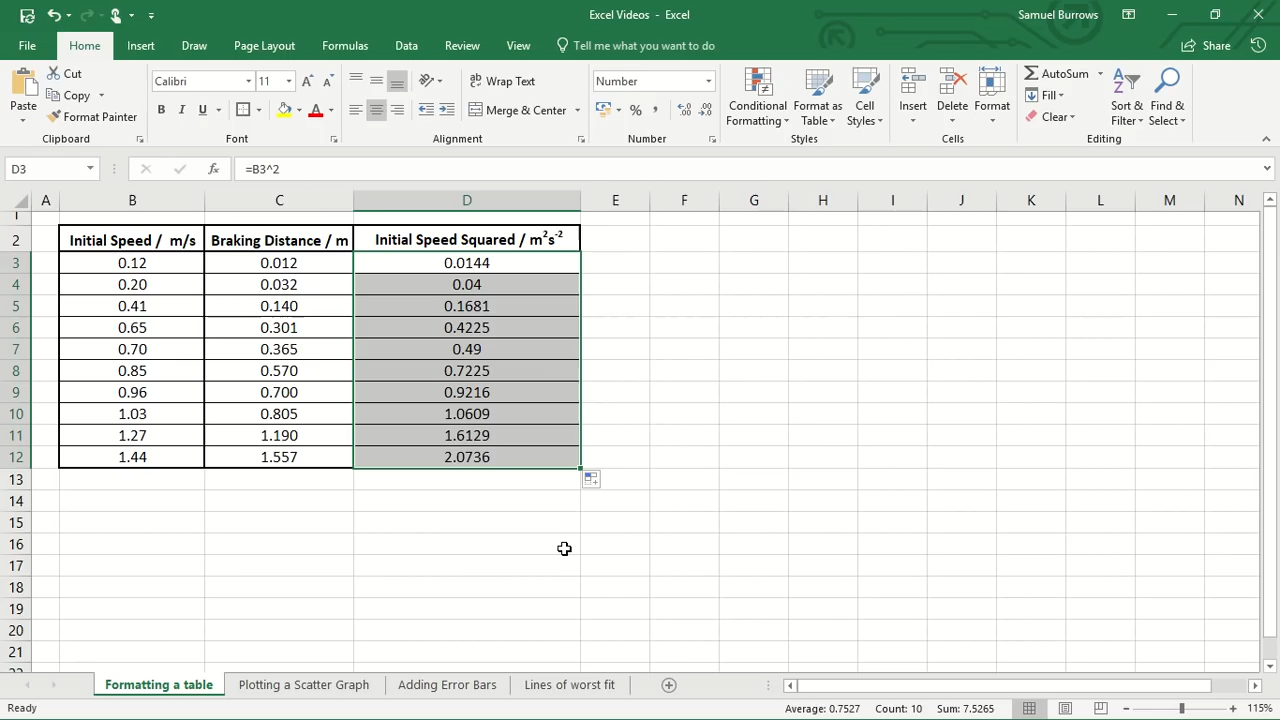 Excel Videos - Excel
Samuel Burrows
File Home Insert Draw Page Layout Formulas Data Review View Tell me what you want to do Share
Paste Cut Copy Format Painter Clipboard
Calibri 11 B I U A Font
Wrap Text Merge & Center Alignment
Number % , Number
Conditional Formatting Format as Table Cell Styles Styles
Insert Delete Format Cells
AutoSum Fill Clear Sort & Filter Find & Select Editing
D3 fx =B3^2
A B C D E F G H I J K L M N
2 Initial Speed / m/s Braking Distance / m Initial Speed Squared / m²s⁻²
3 0.12 0.012 0.0144
4 0.20 0.032 0.04
5 0.41 0.140 0.1681
6 0.65 0.301 0.4225
7 0.70 0.365 0.49
8 0.85 0.570 0.7225
9 0.96 0.700 0.9216
10 1.03 0.805 1.0609
11 1.27 1.190 1.6129
12 1.44 1.557 2.0736
13
14
15
16
17
18
19
20
21
Formatting a table Plotting a Scatter Graph Adding Error Bars Lines of worst fit
Ready Average: 0.7527 Count: 10 Sum: 7.5265 115%